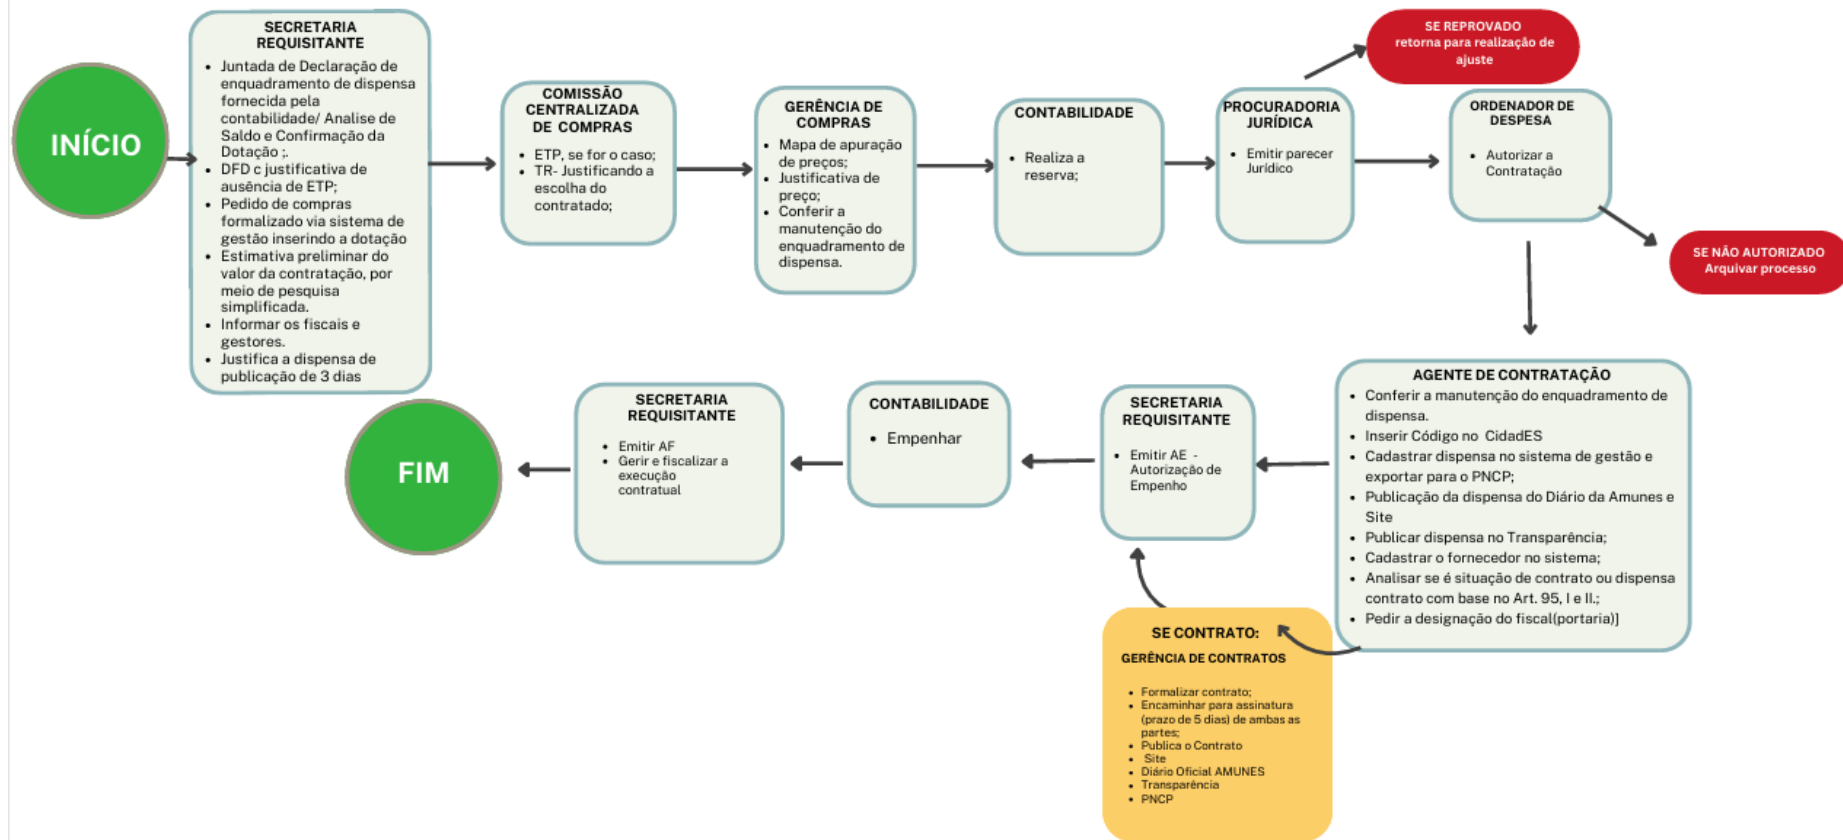 INÍCIO
SECRETARIA
REQUISITANTE
• Juntada de Declaração de
enquadramento de dispensa
fornecida pela
contabilidade/ Analise de
Saldo e Confirmação da
Dotação ;.
• DFD c justificativa de
ausência de ETP;
• Pedido de compras
formalizado via sistema de
gestão inserindo a dotação
• Estimativa preliminar do
valor da contratação, por
meio de pesquisa
simplificada.
• Informar os fiscais e
gestores.
• Justifica a dispensa de
publicação de 3 dias
COMISSÃO
CENTRALIZADA
DE COMPRAS
• ETP, se for o caso;
• TR- Justificando a
escolha do
contratado;
GERÊNCIA DE
COMPRAS
• Mapa de apuração
de preços;
• Justificativa de
preço;
• Conferir a
manutenção do
enquadramento de
dispensa.
CONTABILIDADE
• Realiza a
reserva;
PROCURADORIA
JURÍDICA
• Emitir parecer
Jurídico
SE REPROVADO
retorna para realização de
ajuste
ORDENADOR DE
DESPESA
• Autorizar a
Contratação
SE NÃO AUTORIZADO
Arquivar processo
AGENTE DE CONTRATAÇÃO
• Conferir a manutenção do enquadramento de
dispensa.
• Inserir Código no CidadES
• Cadastrar dispensa no sistema de gestão e
exportar para o PNCP;
• Publicação da dispensa do Diário da Amunes e
Site
• Publicar dispensa no Transparência;
• Cadastrar o fornecedor no sistema;
• Analisar se é situação de contrato ou dispensa
contrato com base no Art. 95, I e II.;
• Pedir a designação do fiscal(portaria)]
SE CONTRATO:
GERÊNCIA DE CONTRATOS
• Formalizar contrato;
• Encaminhar para assinatura
(prazo de 5 dias) de ambas as
partes;
• Publica o Contrato
• Site
• Diário Oficial AMUNES
• Transparência
• PNCP
SECRETARIA
REQUISITANTE
• Emitir AE -
Autorização de
Empenho
CONTABILIDADE
• Empenhar
SECRETARIA
REQUISITANTE
• Emitir AF
• Gerir e fiscalizar a
execução
contratual
FIM